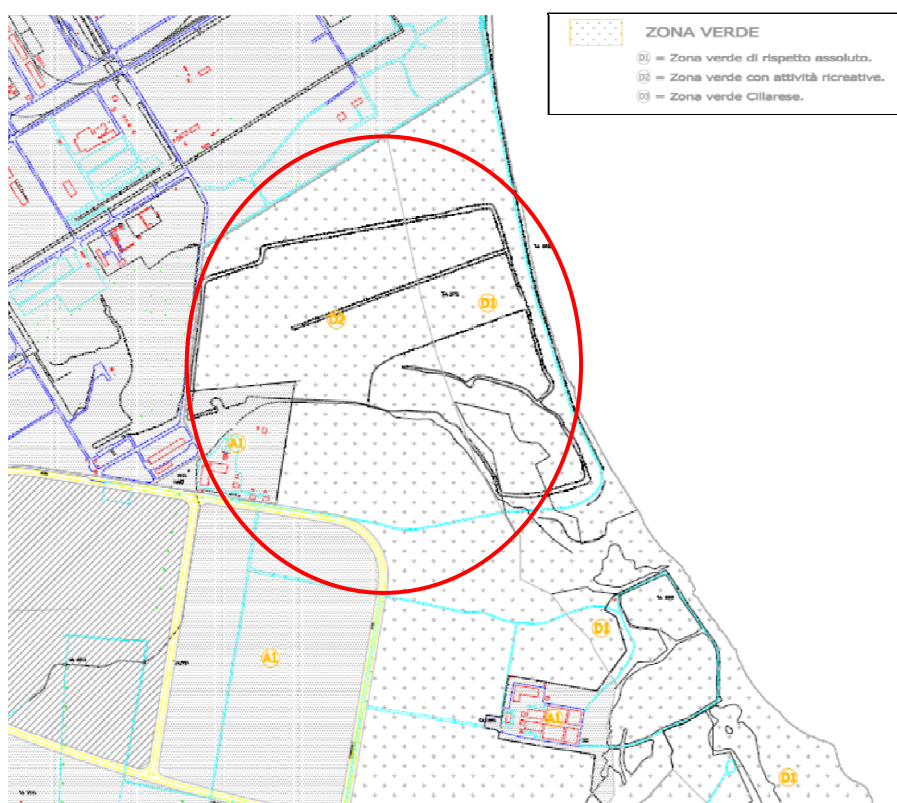 ZONA VERDE
D1 = Zona verde di rispetto assoluto.
D2 = Zona verde con attività ricreative.
D3 = Zona verde Cillarese.
D1
D2
A1
D1
A1
A1
D1